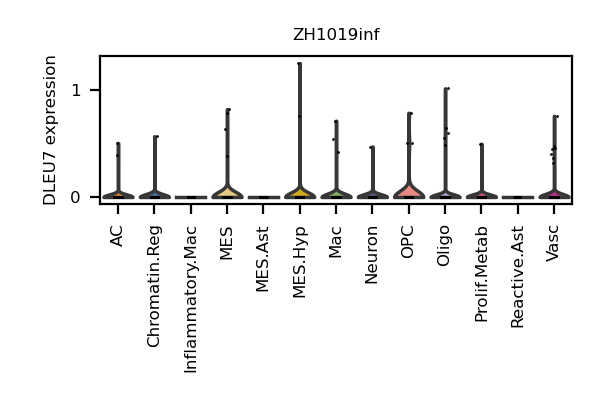 ZH1019inf
DLEU7 expression
1
0
AC
Chromatin.Reg
Inflammatory.Mac
MES
MES.Ast
MES.Hyp
Mac
Neuron
OPC
Oligo
Prolif.Metab
Reactive.Ast
Vasc